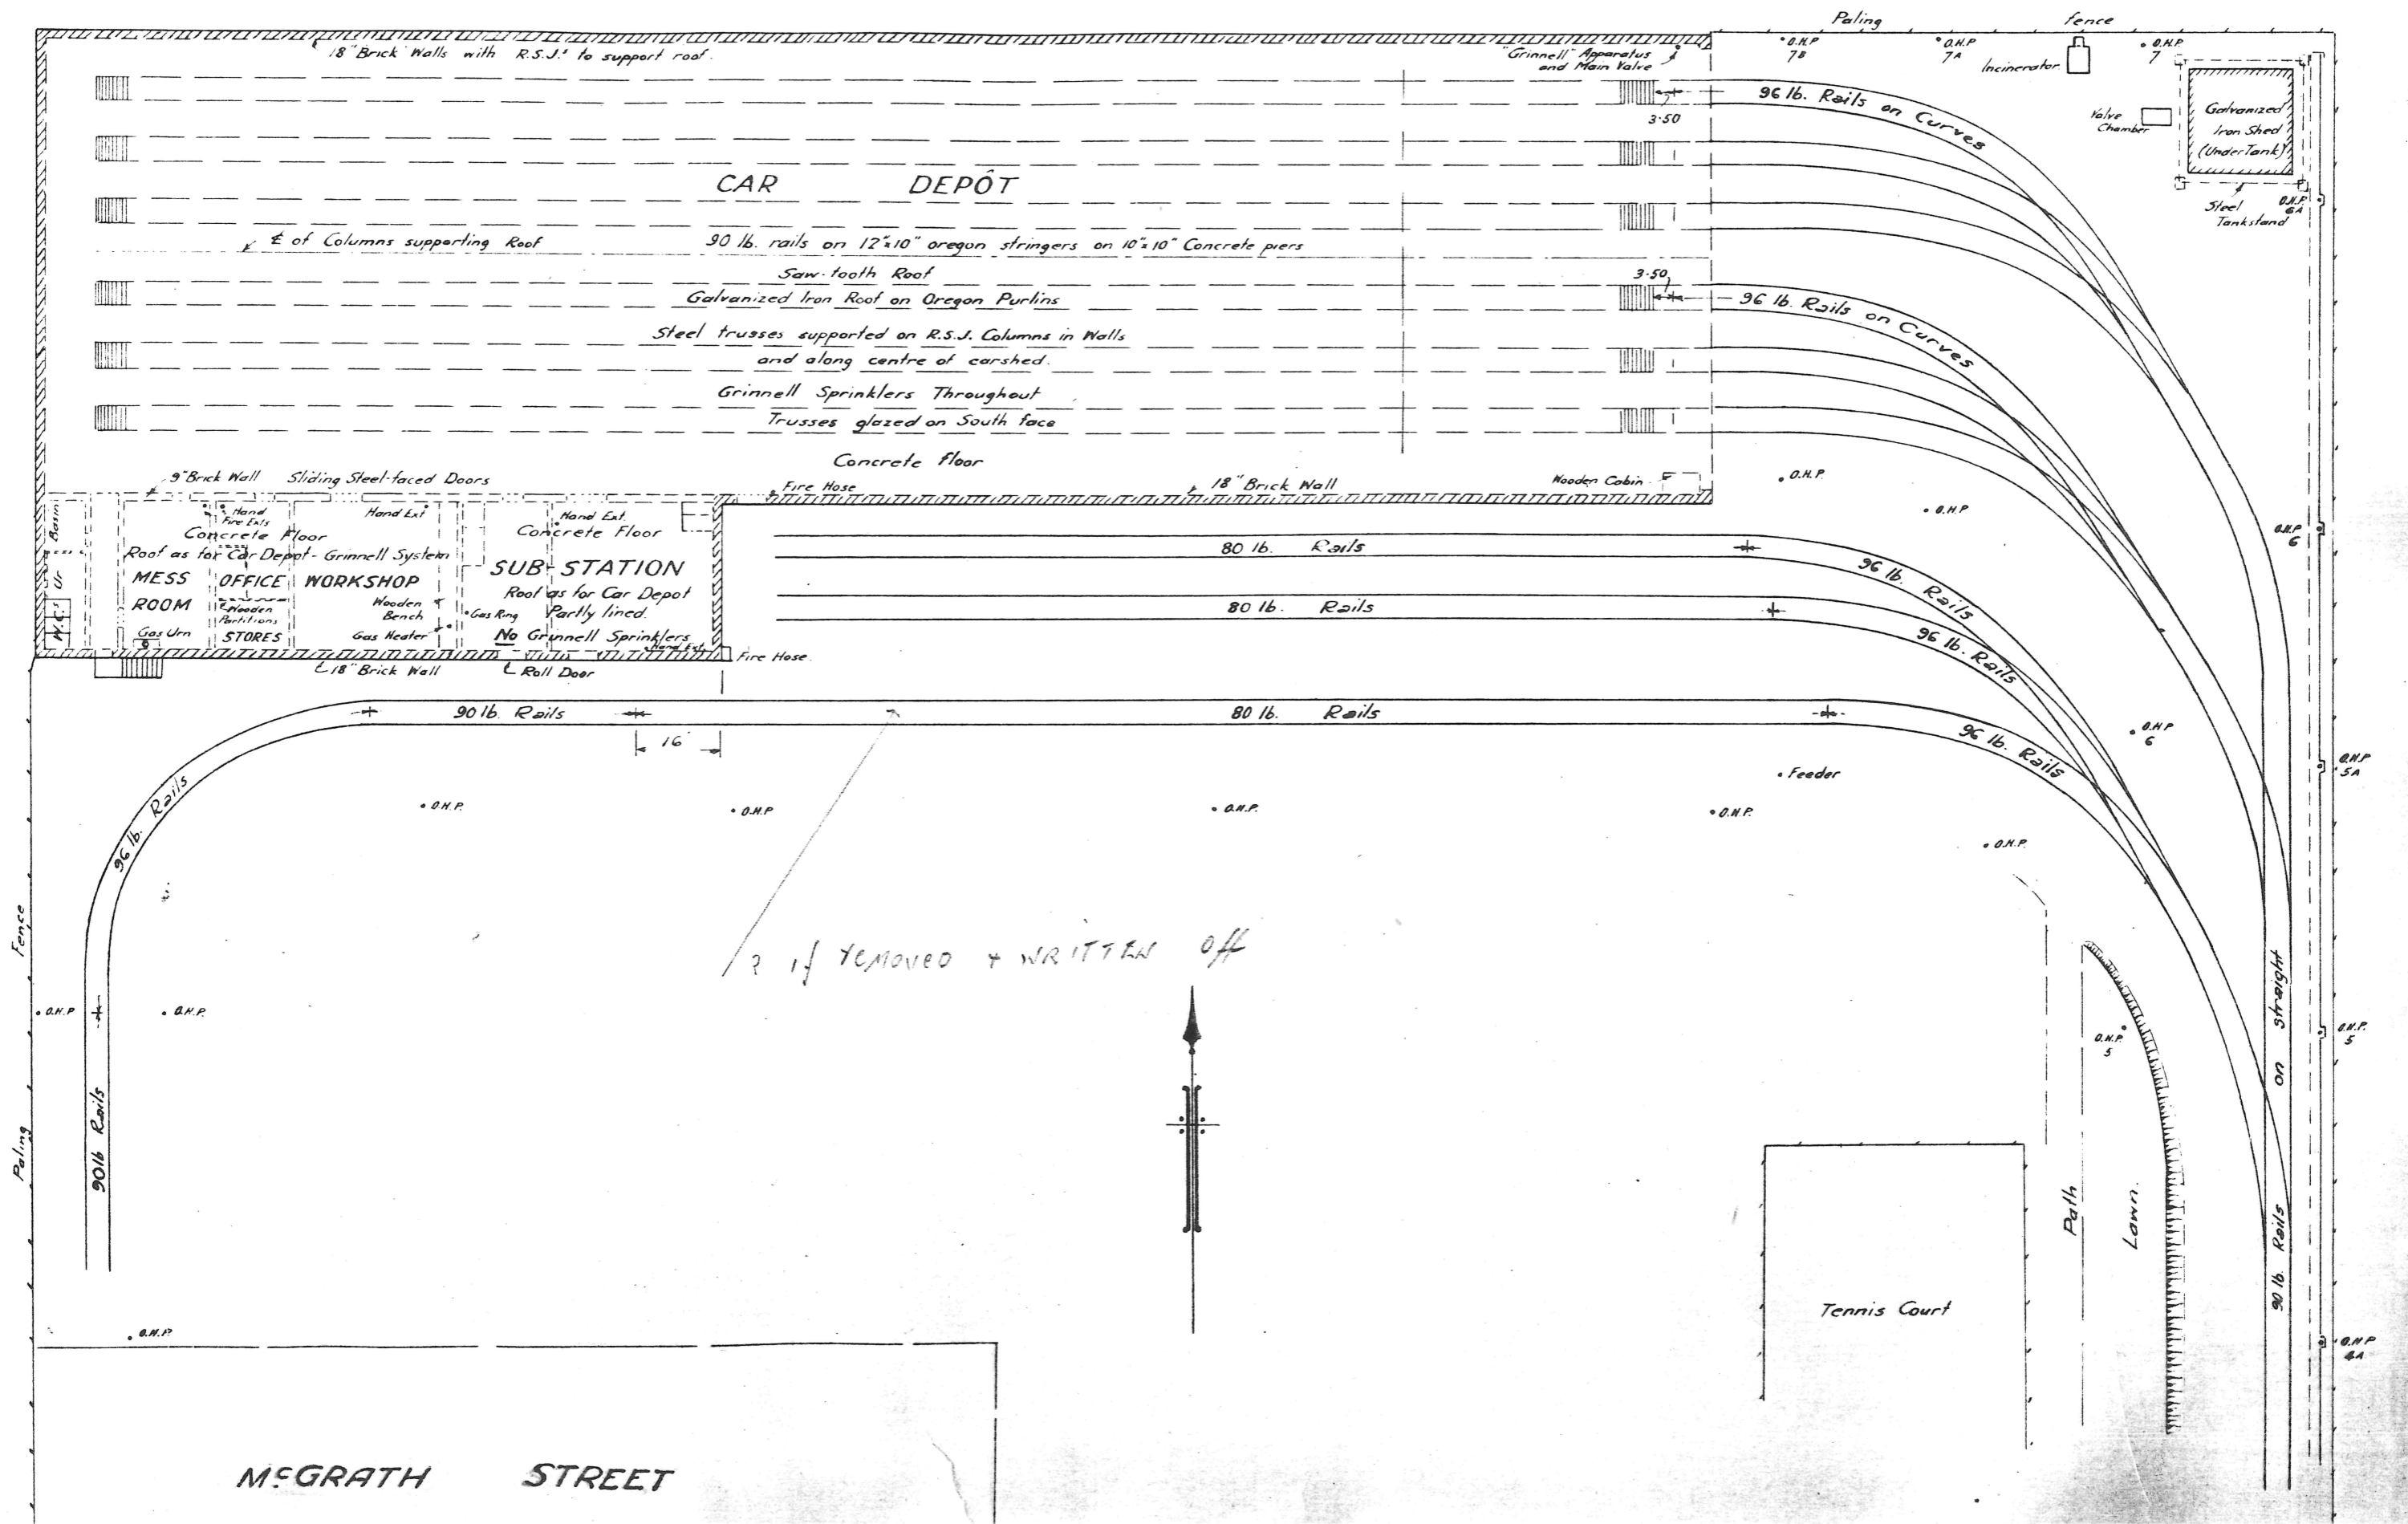 Paling fence
18" Brick Walls with R.S.J.s to support roof.
"Grinnell" Apparatus
and Main Valve
O.H.P
7B
O.H.P
7A
Incinerator
O.H.P.
7
96 lb. Rails on Curves
3·50
Valve
Chamber
Galvanized
Iron Shed
(Under Tank)
Steel
Tankstand
O.H.P.
6A
CAR DEPÔT
℄ of Columns supporting Roof
90 lb. rails on 12"x10" oregon stringers on 10"x10" Concrete piers
Saw-tooth Roof
Galvanized Iron Roof on Oregon Purlins
3·50
96 lb. Rails on Curves
Steel trusses supported on R.S.J. Columns in Walls
and along centre of carshed.
Grinnell Sprinklers Throughout
Trusses glazed on South face
Concrete floor
9" Brick Wall
Sliding Steel-faced Doors
Fire Hose
18" Brick Wall
Wooden Cabin
O.H.P.
O.H.P
O.H.P
6
Basin
Ur
W.C.s
Hand
Fire Exts
Hand Ext
Hand Ext.
Concrete Floor
Concrete Floor
Roof as for Car Depot - Grinnell System
MESS
ROOM
OFFICE
WORKSHOP
SUB-STATION
Roof as for Car Depot
Partly lined.
Wooden
Partitions
STORES
Wooden
Bench
Gas Ring
Gas Urn
Gas Heater
No Grinnell Sprinklers
Hand Ext.
Fire Hose
18" Brick Wall
Roll Door
80 lb. Rails
96 lb. Rails
80 lb. Rails
96 lb. Rails
90 lb. Rails
80 lb. Rails
96 lb. Rails
16'
O.H.P
6
O.H.P.
5A
Feeder
96 lb. Rails
O.H.P.
O.H.P
O.H.P.
O.H.P.
O.H.P.
? if removed + WRITTEN Off
Paling Fence
O.H.P
O.H.P.
90lb Rails
O.H.P.
5
O.H.P.
5
90 lb. Rails on straight
Path
Lawn.
Tennis Court
O.H.P
4A
O.H.P.
McGRATH STREET